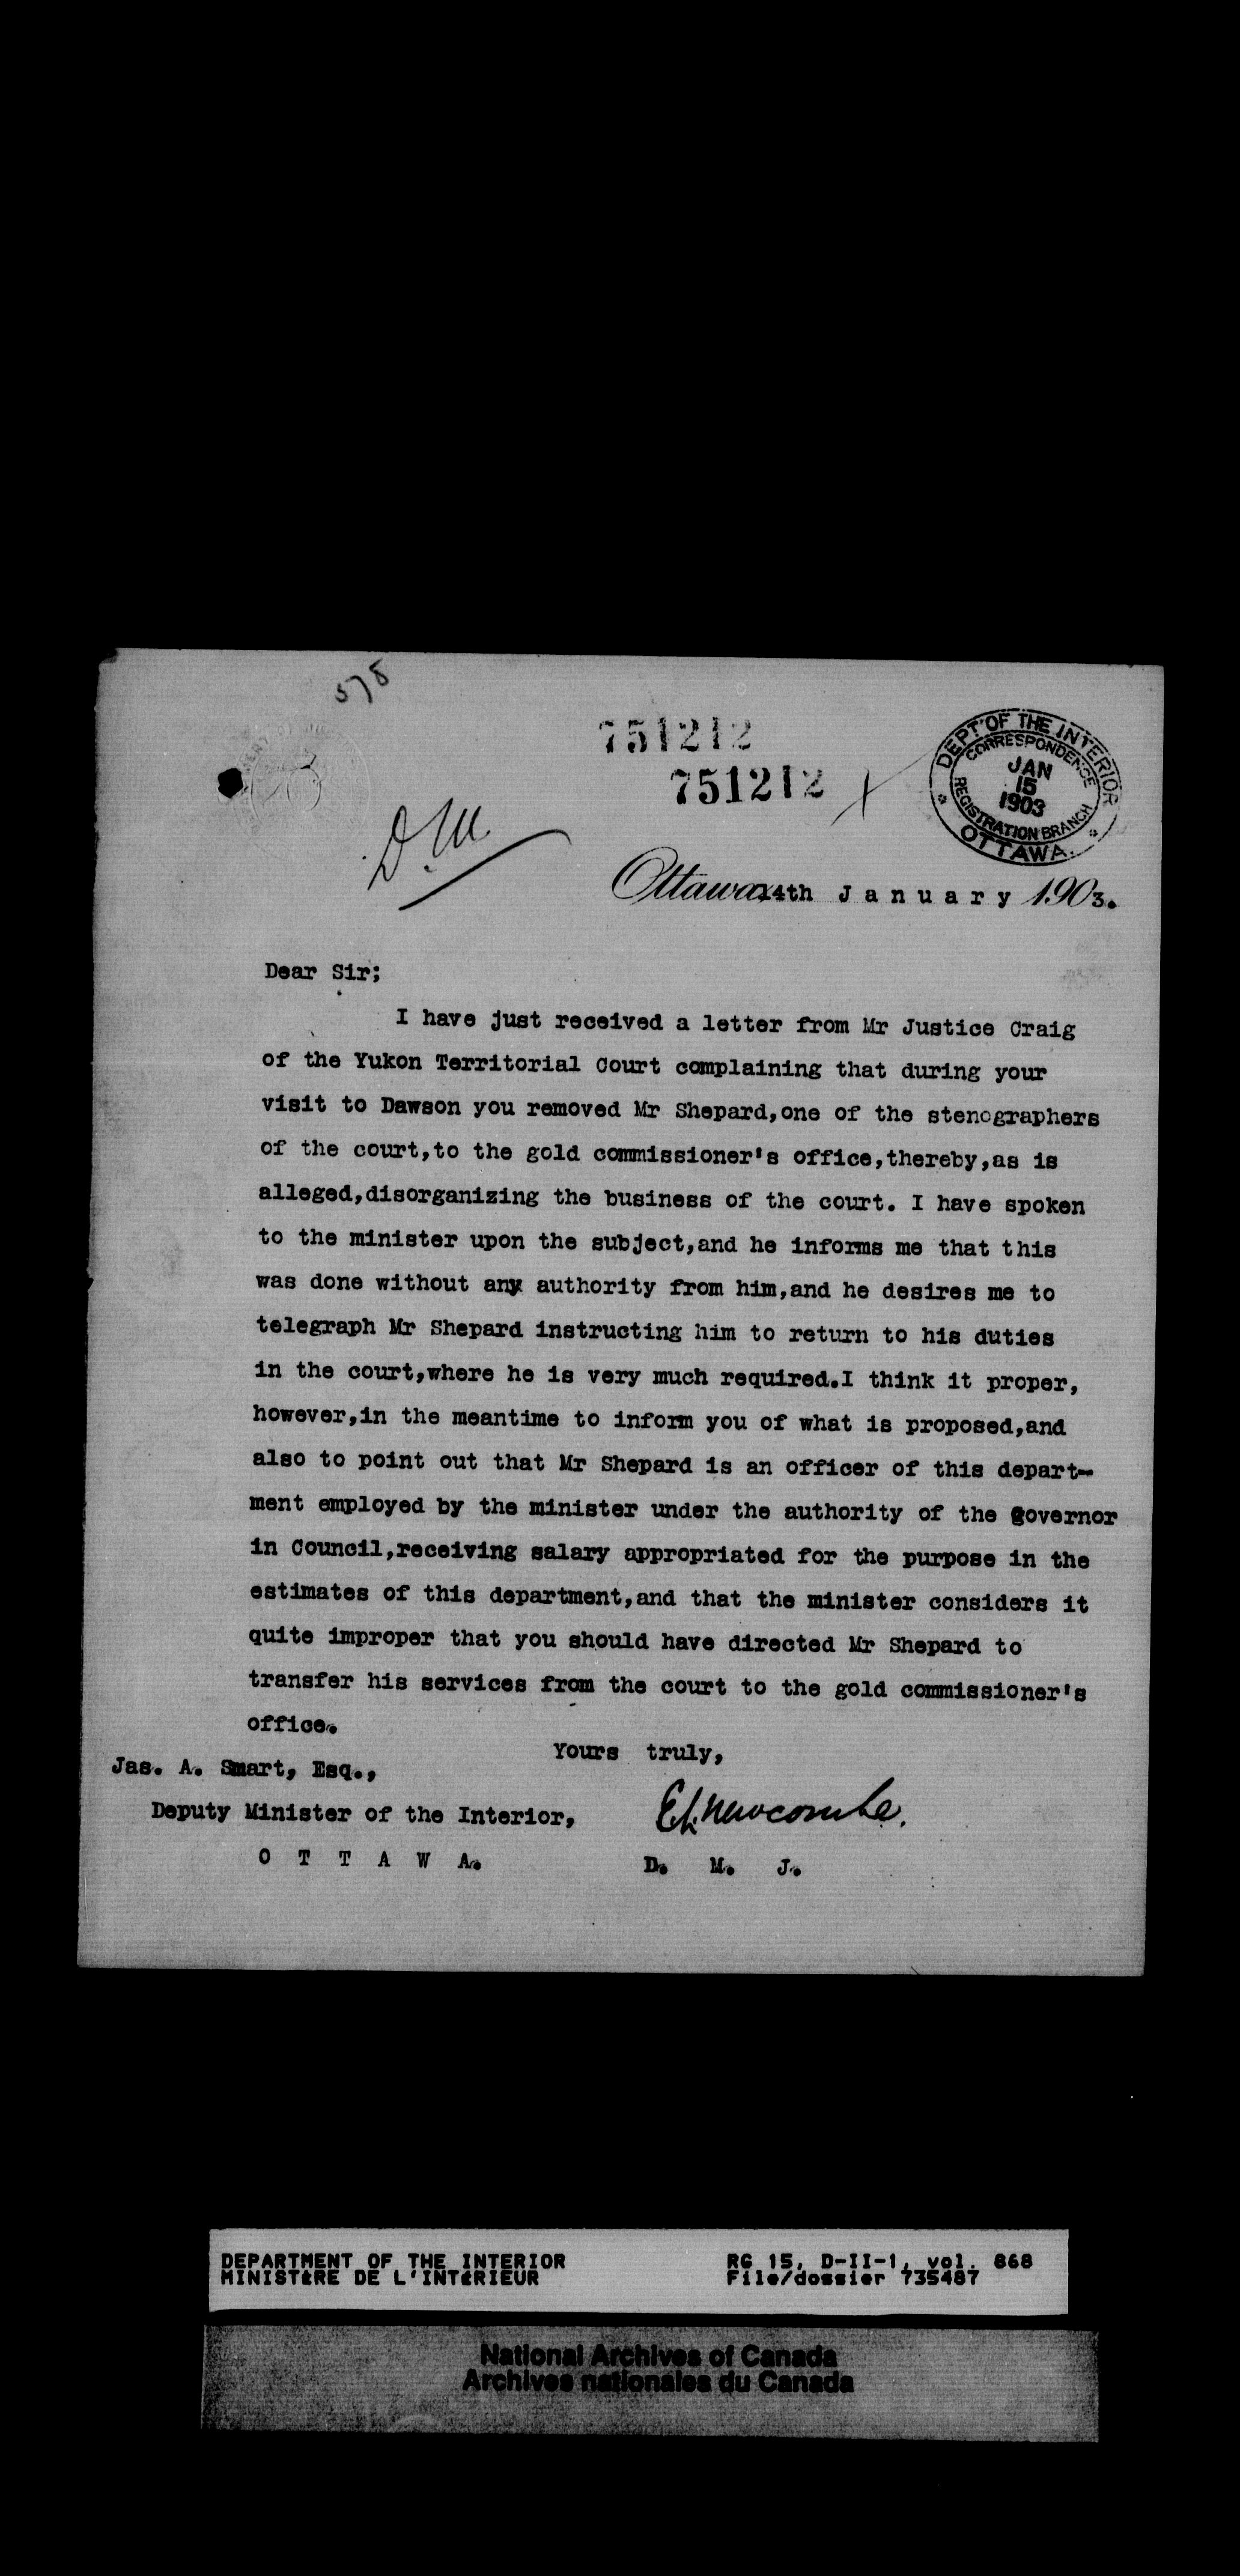 578
751212
751212
DEPT OF THE INTERIOR
CORRESPONDENCE
JAN
15
1903
REGISTRATION BRANCH
OTTAWA.
D.M.
Ottawa 14th January 1903.
Dear Sir;
I have just received a letter from Mr Justice Craig
of the Yukon Territorial Court complaining that during your
visit to Dawson you removed Mr Shepard,one of the stenographers
of the court,to the gold commissioner's office,thereby,as is
alleged,disorganizing the business of the court. I have spoken
to the minister upon the subject,and he informs me that this
was done without any authority from him,and he desires me to
telegraph Mr Shepard instructing him to return to his duties
in the court,where he is very much required.I think it proper,
however,in the meantime to inform you of what is proposed,and
also to point out that Mr Shepard is an officer of this depart-
ment employed by the minister under the authority of the governor
in Council,receiving salary appropriated for the purpose in the
estimates of this department,and that the minister considers it
quite improper that you should have directed Mr Shepard to
transfer his services from the court to the gold commissioner's
office.
Yours truly,
Jas. A. Smart, Esq.,
Deputy Minister of the Interior,
O T T A W A.
E L Newcombe.
D. M. J.
DEPARTMENT OF THE INTERIOR
MINISTÈRE DE L'INTÉRIEUR
RG 15, D-II-1, vol. 868
File/dossier 735487
National Archives of Canada
Archives nationales du Canada